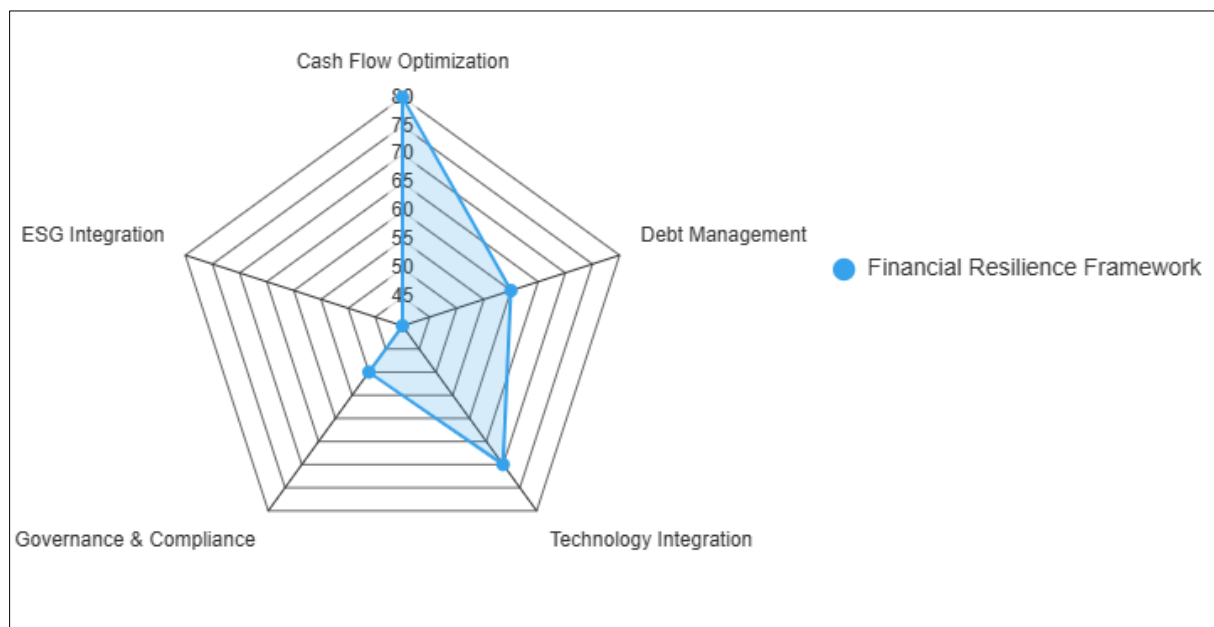 Cash Flow Optimization
80
75
70
65
60
55
50
45
ESG Integration
Debt Management
Financial Resilience Framework
Governance & Compliance
Technology Integration